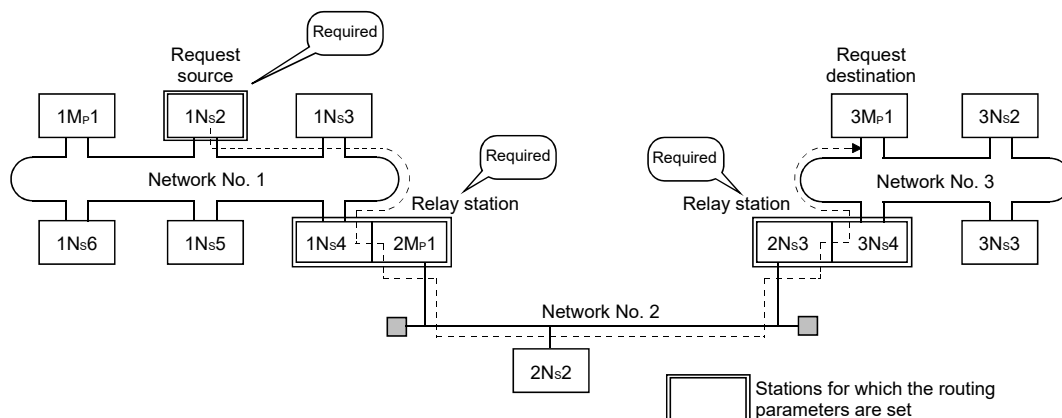 Required
Request
source
Request
destination
1MP1
1NS2
1NS3
3MP1
3NS2
Required
Required
Network No. 1
Network No. 3
Relay station
Relay station
1NS6
1NS5
1NS4
2MP1
2NS3
3NS4
3NS3
Network No. 2
2NS2
Stations for which the routing
parameters are set